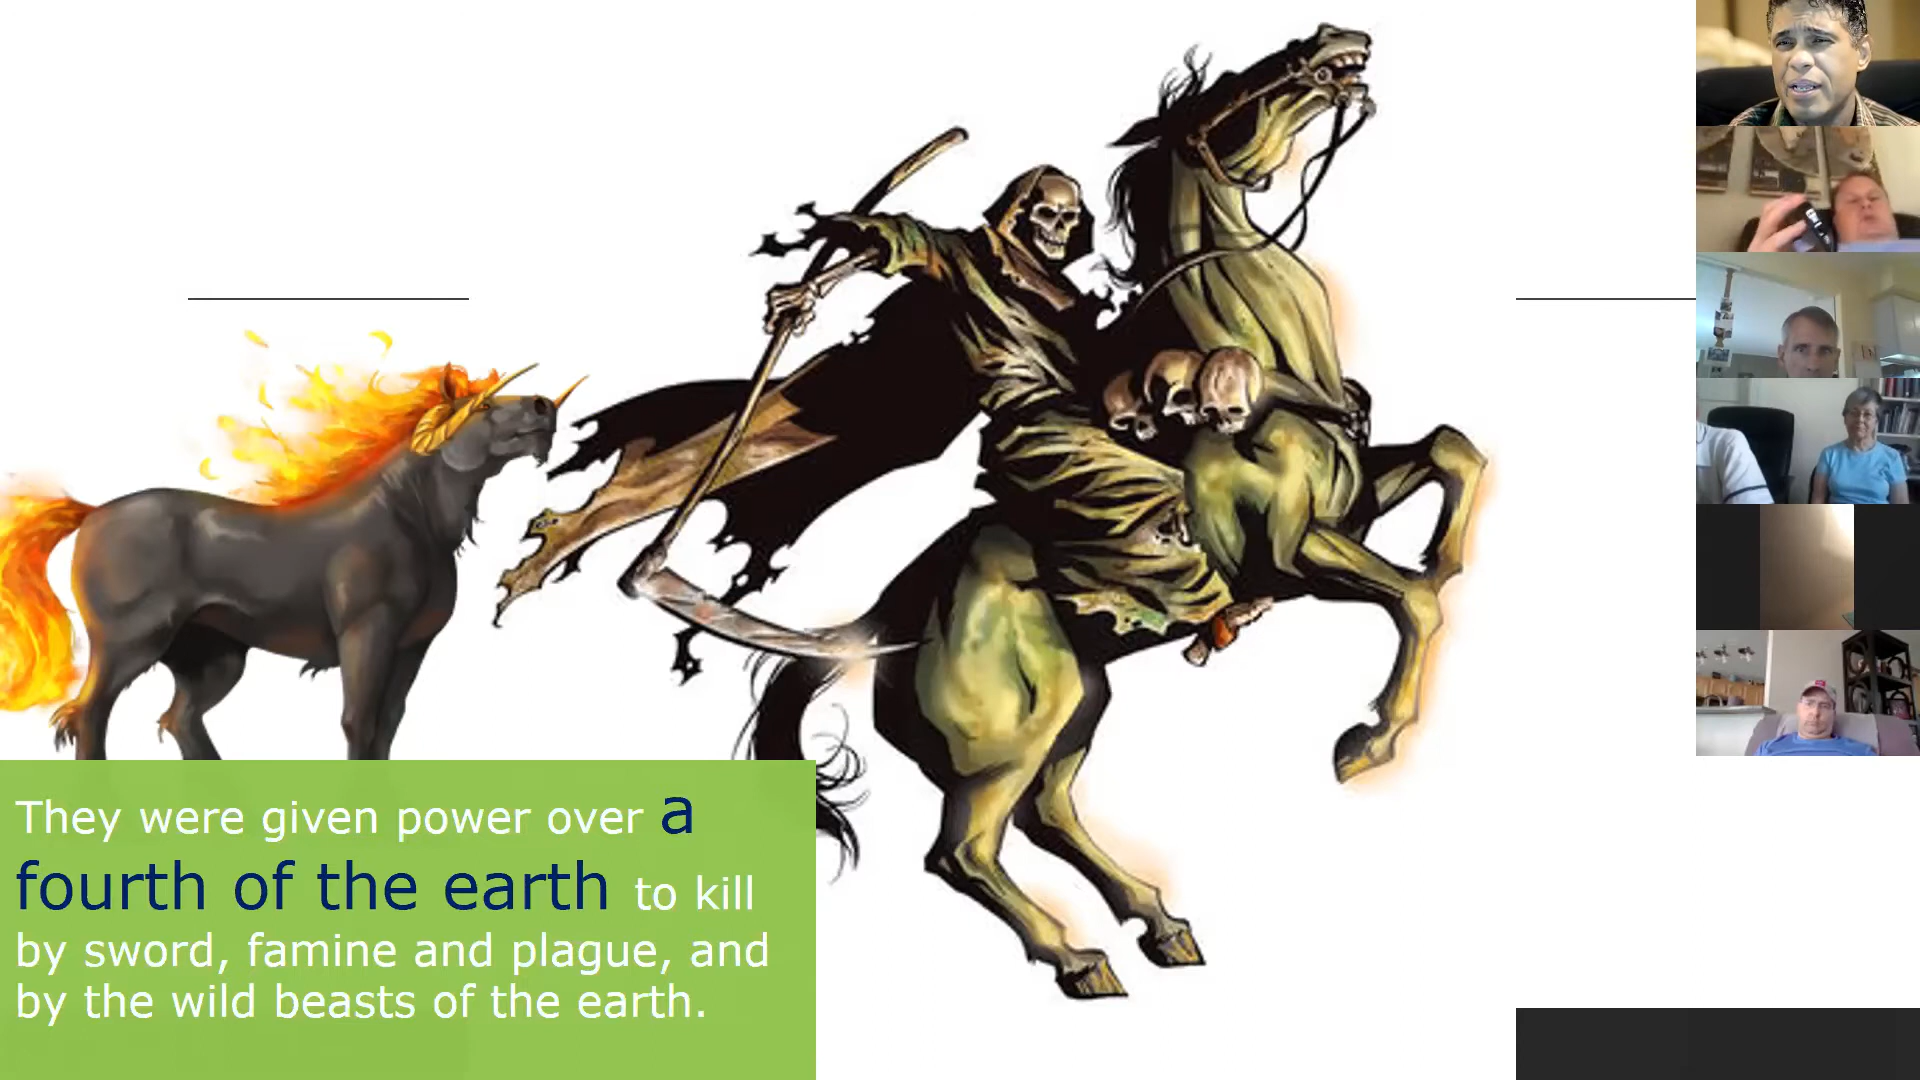 They were given power over a
fourth of the earth to kill
by sword, famine and plague, and
by the wild beasts of the earth.